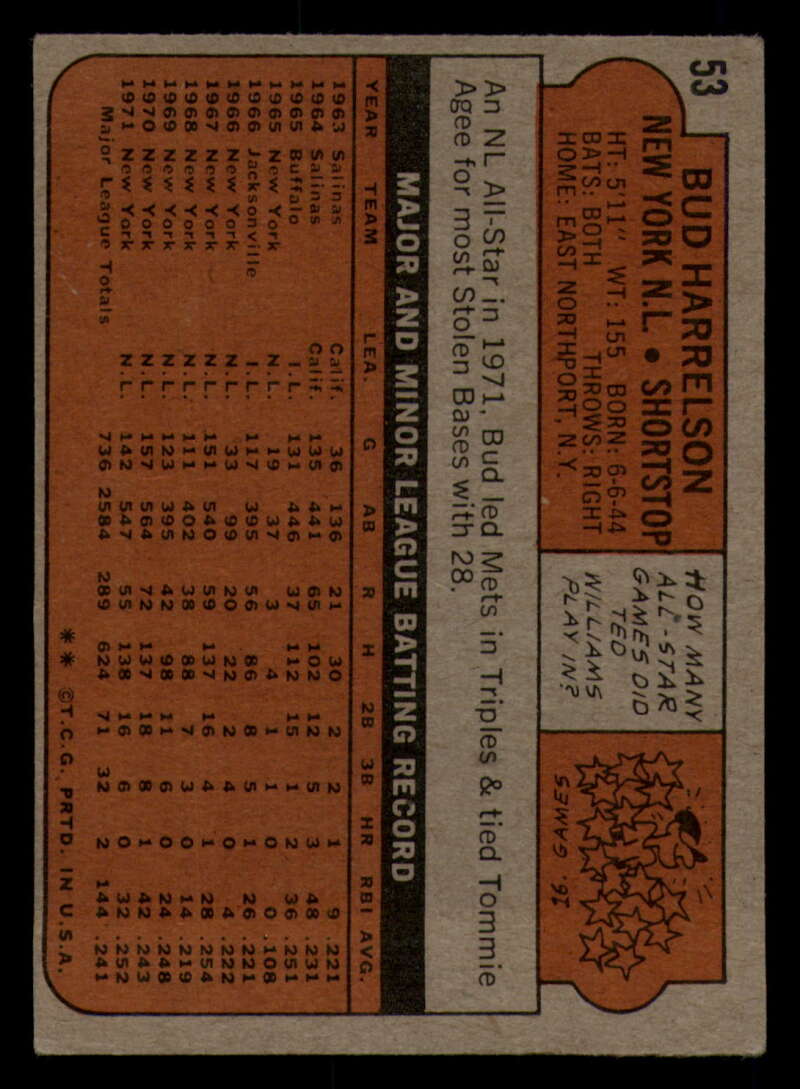 53
BUD HARRELSON
NEW YORK N.L. • SHORTSTOP
HT: 5'11" WT: 155 BORN: 6-6-44
BATS: BOTH THROWS: RIGHT
HOME: EAST NORTHPORT, N.Y.
HOW MANY
ALL-STAR
GAMES DID
TED
WILLIAMS
PLAY IN?
16 GAMES
An NL All-Star in 1971, Bud led Mets in Triples & tied Tommie
Agee for most Stolen Bases with 28.
MAJOR AND MINOR LEAGUE BATTING RECORD
YEAR TEAM LEA. G AB R H 2B 3B HR RBI AVG.
1963 Salinas Calif. 36 136 21 30 2 2 1 9 .221
1964 Salinas Calif. 135 441 65 102 12 5 3 48 .231
1965 Buffalo I.L. 131 446 37 112 15 1 2 36 .251
1965 New York N.L. 19 37 3 4 1 1 0 0 .108
1966 Jacksonville I.L. 117 395 56 86 8 5 1 26 .221
1966 New York N.L. 33 99 20 22 2 4 0 4 .222
1967 New York N.L. 151 540 59 137 16 4 1 28 .254
1968 New York N.L. 111 402 38 88 7 3 0 14 .219
1969 New York N.L. 123 395 42 98 11 6 0 24 .248
1970 New York N.L. 157 564 72 137 18 8 1 42 .243
1971 New York N.L. 142 547 55 138 16 6 0 32 .252
Major League Totals 736 2584 289 624 71 32 2 144 .241
** ©T.C.G. PRTD. IN U.S.A.